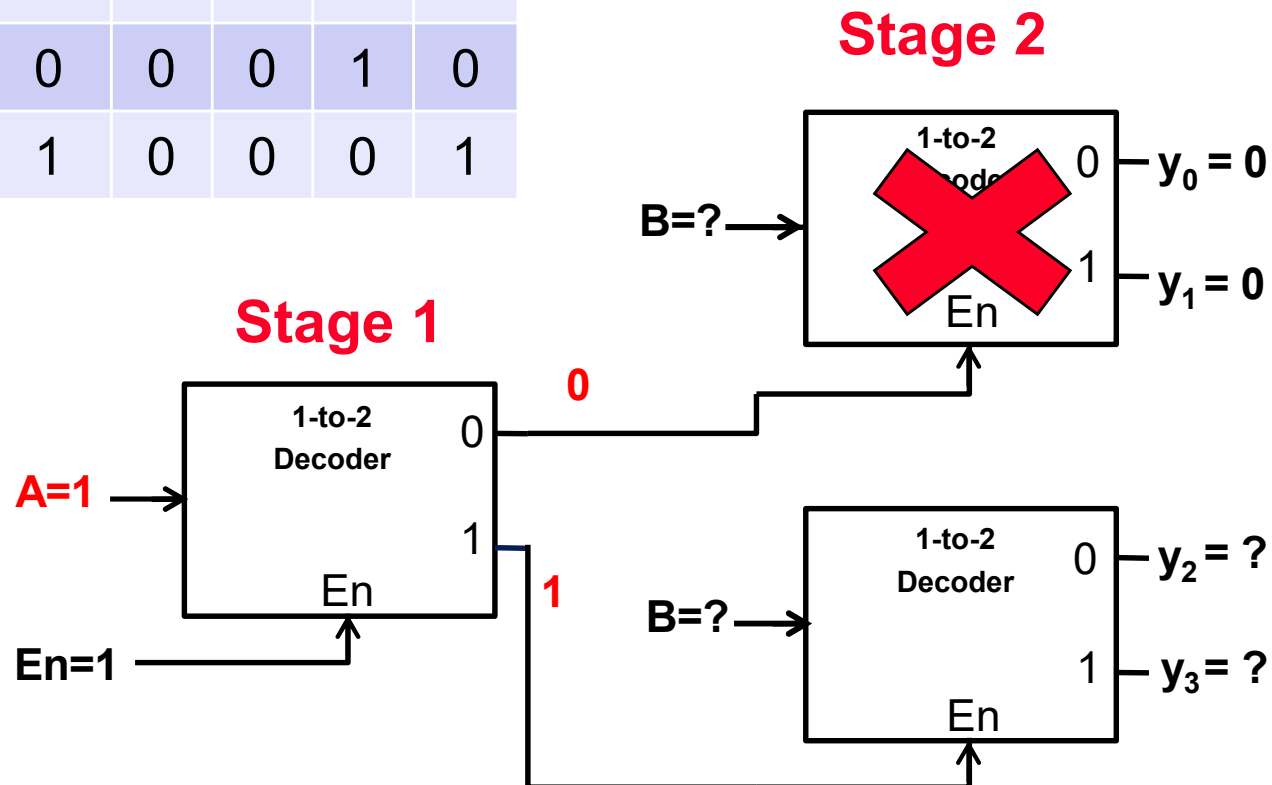 0 0 0 1 0
1 0 0 0 1
Stage 2
1-to-2
0
y0 = 0
B=?
1
y1 = 0
En
Stage 1
0
1-to-2
Decoder
0
A=1
1
En
1
En=1
1-to-2
Decoder
0
y2 = ?
B=?
1
y3 = ?
En